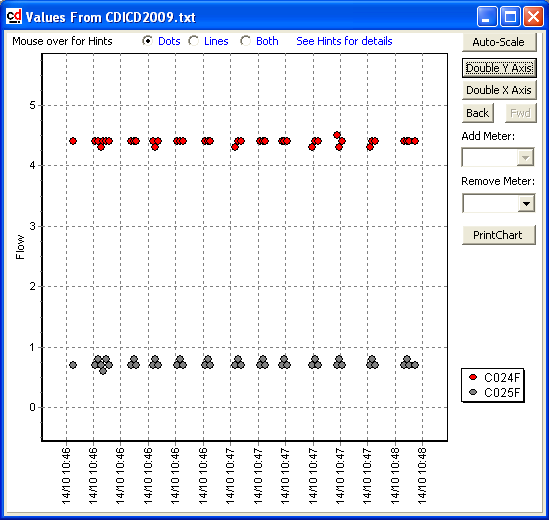 cd Values From CDICD2009.txt
Mouse over for Hints Dots Lines Both See Hints for details
Auto-Scale
Double Y Axis
Double X Axis
Back Fwd
Add Meter:
Remove Meter:
PrintChart
Flow
5
4
3
2
1
0
C024F
C025F
14/10 10:46
14/10 10:46
14/10 10:46
14/10 10:46
14/10 10:46
14/10 10:47
14/10 10:47
14/10 10:47
14/10 10:47
14/10 10:47
14/10 10:47
14/10 10:47
14/10 10:48
14/10 10:48